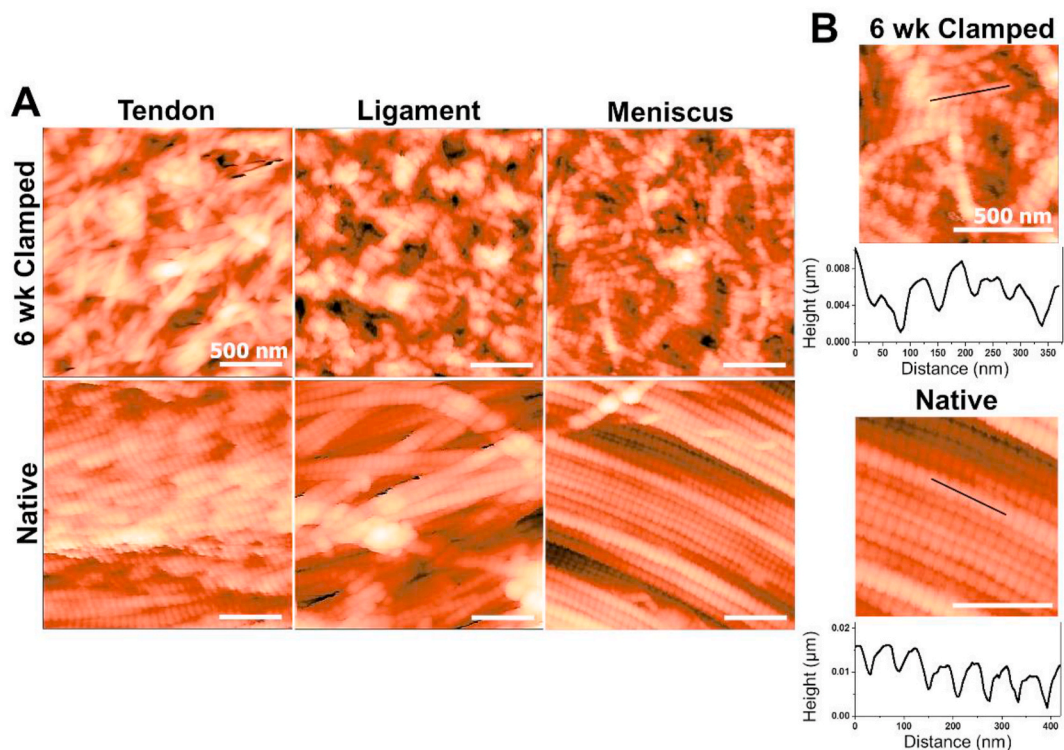 A
Tendon
Ligament
Meniscus
6 wk Clamped
500 nm
Native
B
6 wk Clamped
500 nm
Height (µm)
0.008
0.004
0.000
0 50 100 150 200 250 300 350
Distance (nm)
Native
Height (µm)
0.02
0.01
0.00
0 100 200 300 400
Distance (nm)